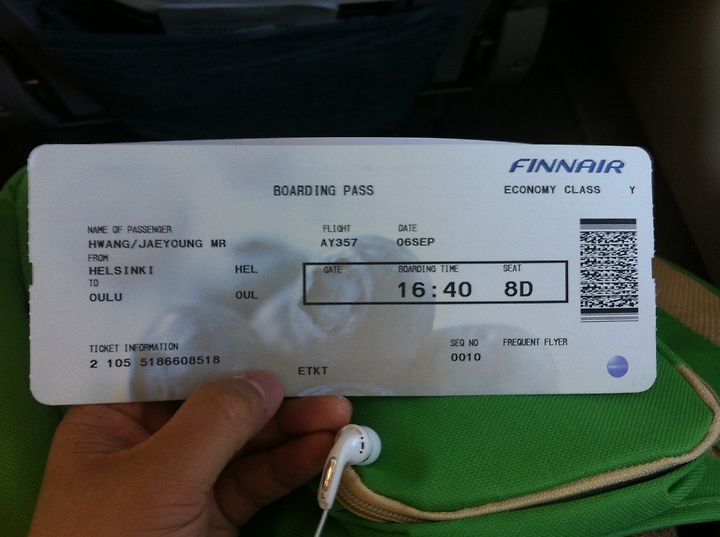 FINNAIR
BOARDING PASS
ECONOMY CLASS Y
NAME OF PASSENGER FLIGHT DATE
HWANG/JAEYOUNG MR AY357 06SEP
FROM
HELSINKI HEL
TO
OULU OUL
GATE BOARDING TIME SEAT
16:40 8D
TICKET INFORMATION SEQ NO FREQUENT FLYER
2 105 5186608518 0010
ETKT